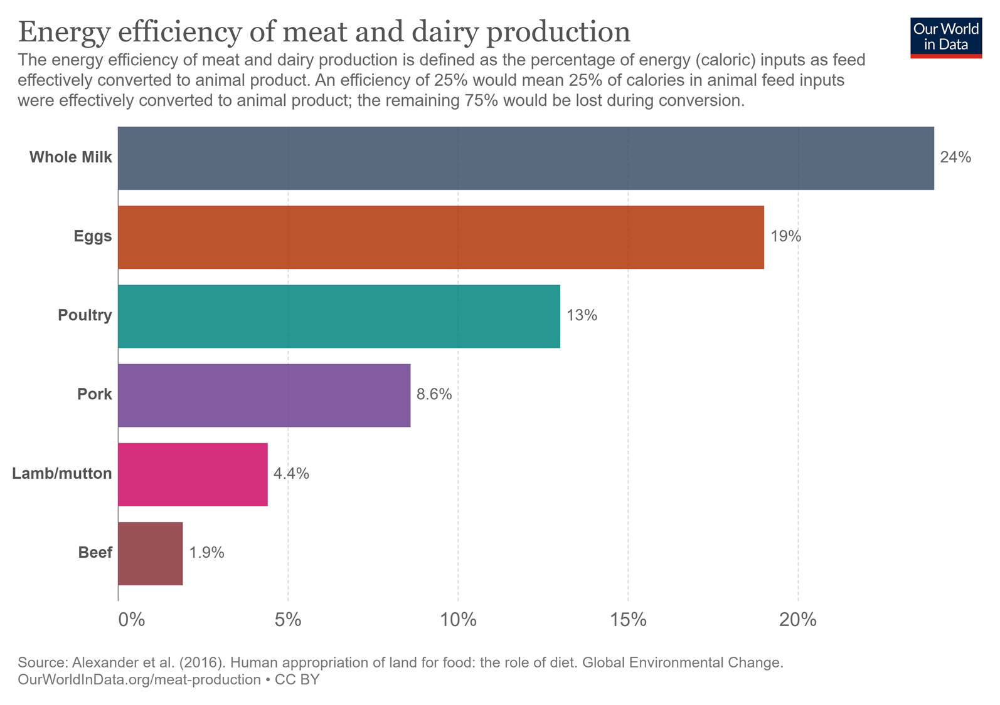 Energy efficiency of meat and dairy production
Our World
in Data
The energy efficiency of meat and dairy production is defined as the percentage of energy (caloric) inputs as feed
effectively converted to animal product. An efficiency of 25% would mean 25% of calories in animal feed inputs
were effectively converted to animal product; the remaining 75% would be lost during conversion.
Whole Milk 24%
Eggs 19%
Poultry 13%
Pork 8.6%
Lamb/mutton 4.4%
Beef 1.9%
0% 5% 10% 15% 20%
Source: Alexander et al. (2016). Human appropriation of land for food: the role of diet. Global Environmental Change.
OurWorldInData.org/meat-production • CC BY